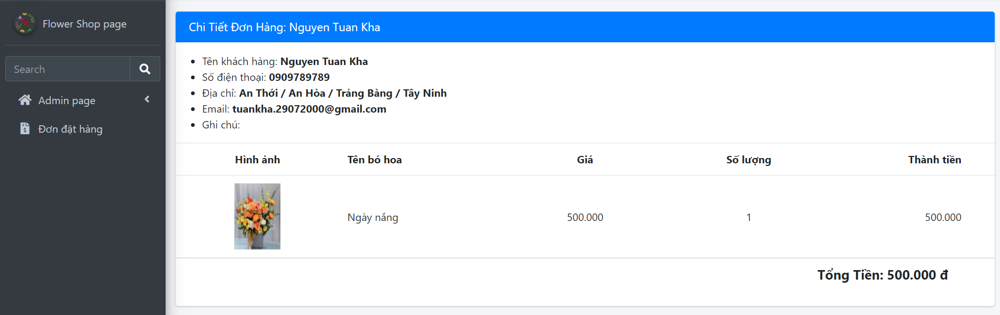 Flower Shop page
Search
Admin page
Đơn đặt hàng
Chi Tiết Đơn Hàng: Nguyen Tuan Kha
Tên khách hàng: Nguyen Tuan Kha
Số điện thoại: 0909789789
Địa chỉ: An Thới / An Hòa / Trảng Bàng / Tây Ninh
Email: tuankha.29072000@gmail.com
Ghi chú:
Hình ảnh Tên bó hoa Giá Số lượng Thành tiền
Ngày nắng 500.000 1 500.000
Tổng Tiền: 500.000 đ